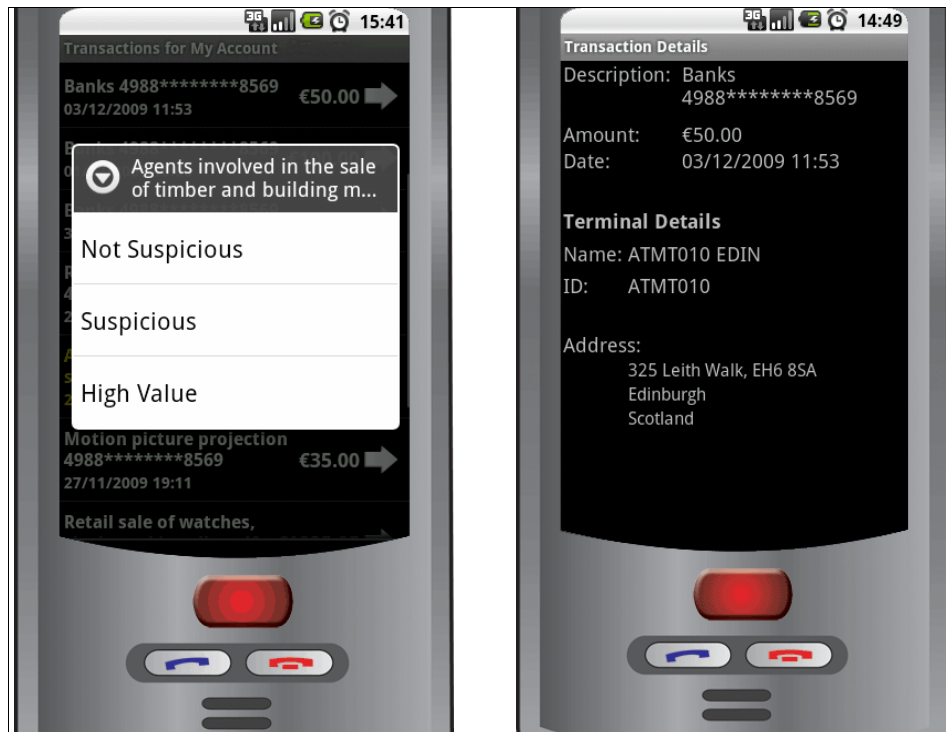 3G 15:41
Transactions for My Account
Banks 4988********8569
€50.00
03/12/2009 11:53
Agents involved in the sale
of timber and building m...
Not Suspicious
Suspicious
High Value
Motion picture projection
4988********8569
€35.00
27/11/2009 19:11
Retail sale of watches,
3G 14:49
Transaction Details
Description: Banks
4988********8569
Amount: €50.00
Date: 03/12/2009 11:53
Terminal Details
Name: ATMT010 EDIN
ID: ATMT010
Address:
325 Leith Walk, EH6 8SA
Edinburgh
Scotland